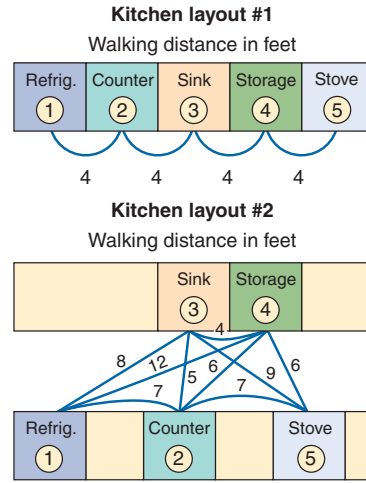 Kitchen layout #1
Walking distance in feet
Refrig. Counter Sink Storage Stove
1 2 3 4 5
4 4 4 4
Kitchen layout #2
Walking distance in feet
Sink Storage
3 4
4
8 12 5 6 9 6
7 7
Refrig. Counter Stove
1 2 5